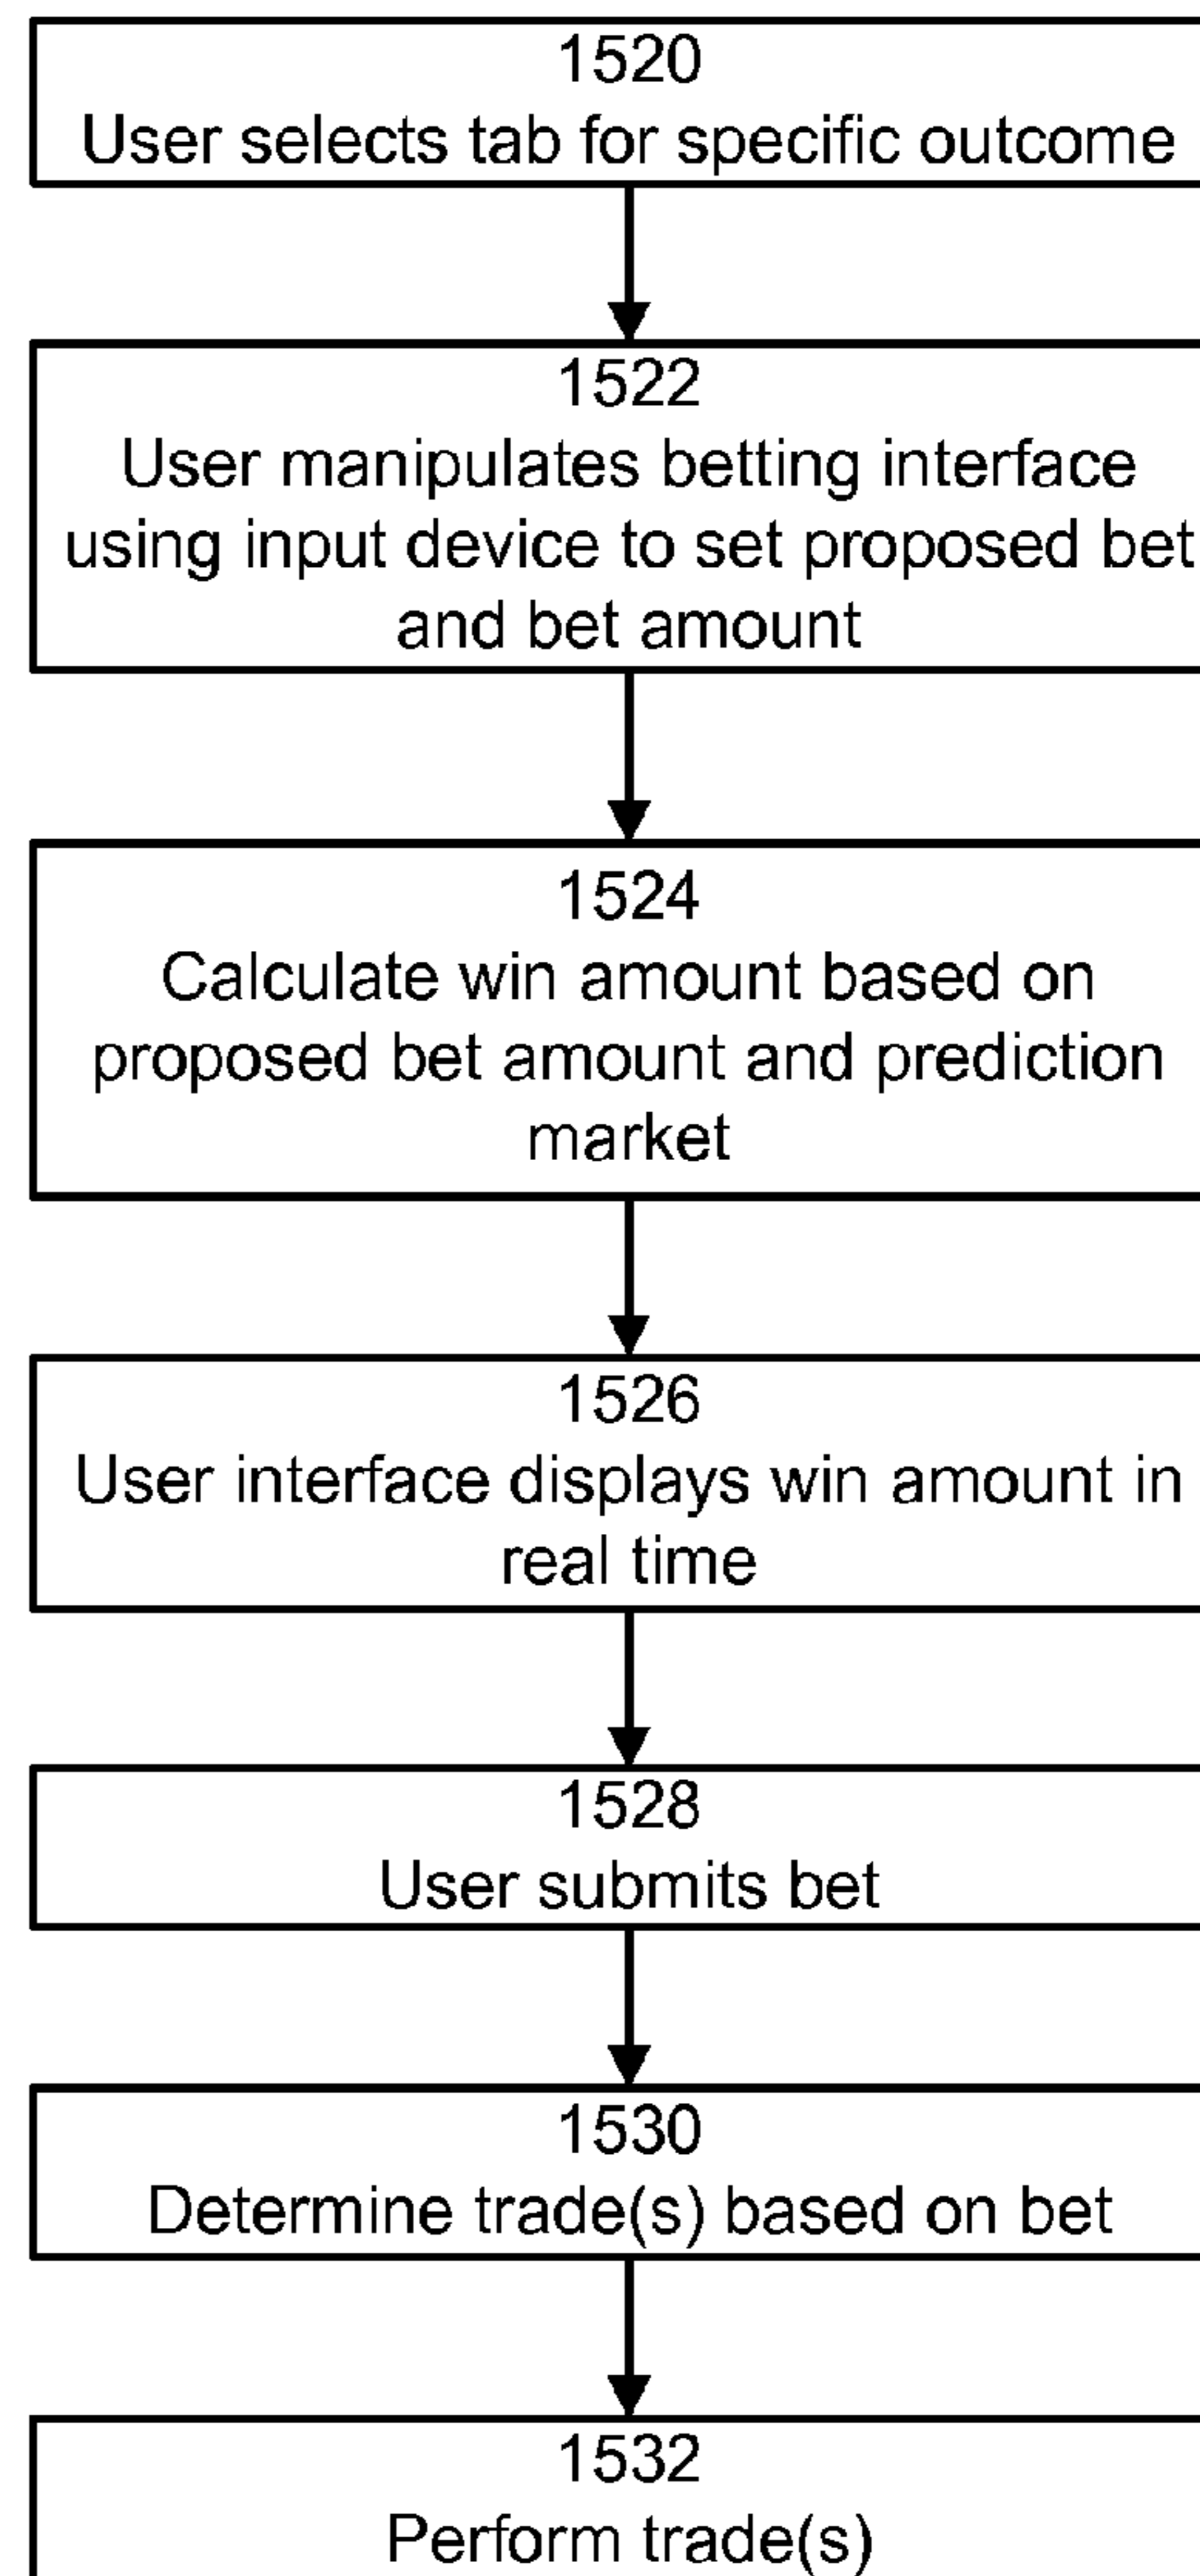 1520
User selects tab for specific outcome
1522
User manipulates betting interface
using input device to set proposed bet
and bet amount
1524
Calculate win amount based on
proposed bet amount and prediction
market
1526
User interface displays win amount in
real time
1528
User submits bet
1530
Determine trade(s) based on bet
1532
Perform trade(s)